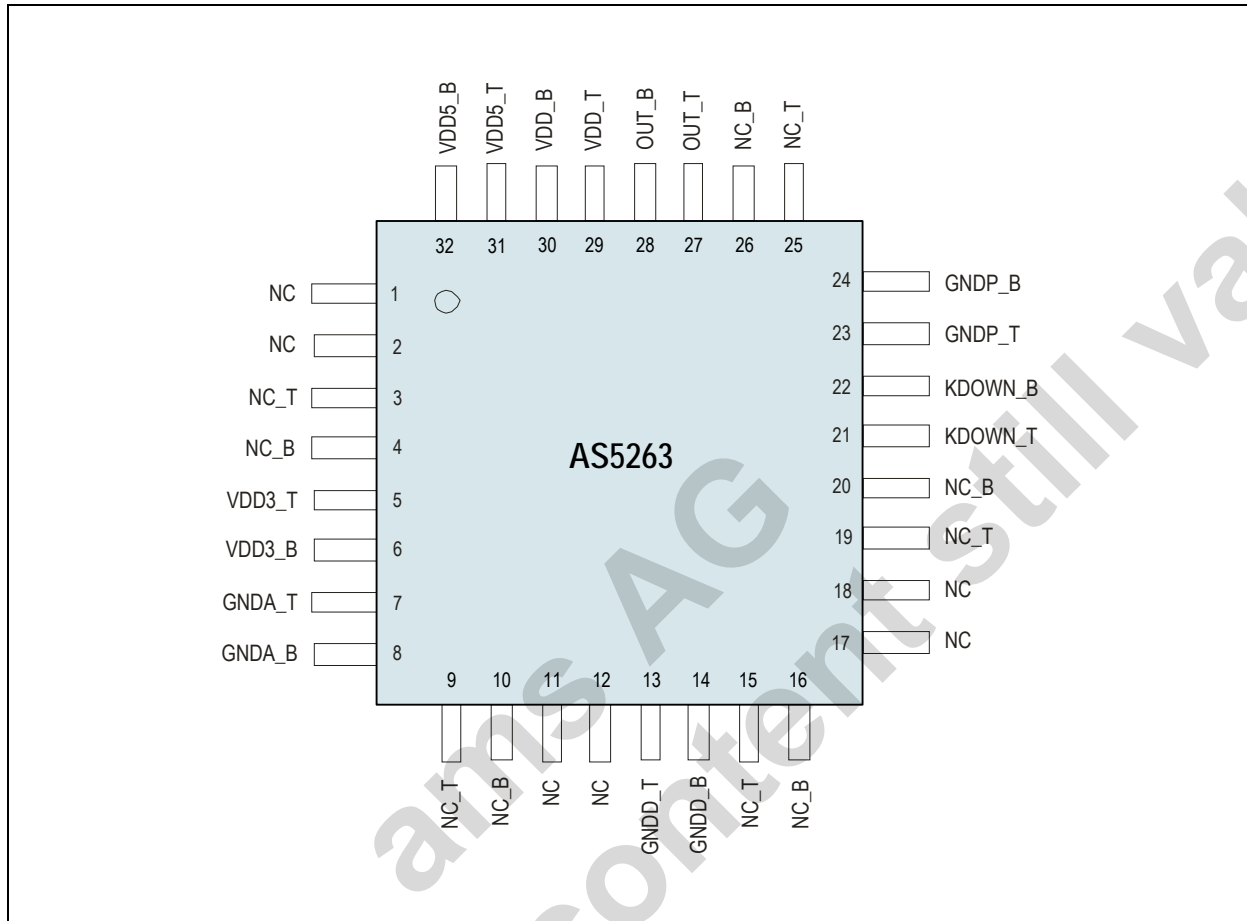 VDD5_B
VDD5_T
VDD_B
VDD_T
OUT_B
OUT_T
NC_B
NC_T
32 31 30 29 28 27 26 25
NC 1
NC 2
NC_T 3
NC_B 4
VDD3_T 5
VDD3_B 6
GNDA_T 7
GNDA_B 8
AS5263
24 GNDP_B
23 GNDP_T
22 KDOWN_B
21 KDOWN_T
20 NC_B
19 NC_T
18 NC
17 NC
9 10 11 12 13 14 15 16
NC_T
NC_B
NC
NC
GNDD_T
GNDD_B
NC_T
NC_B
ams AG
content still